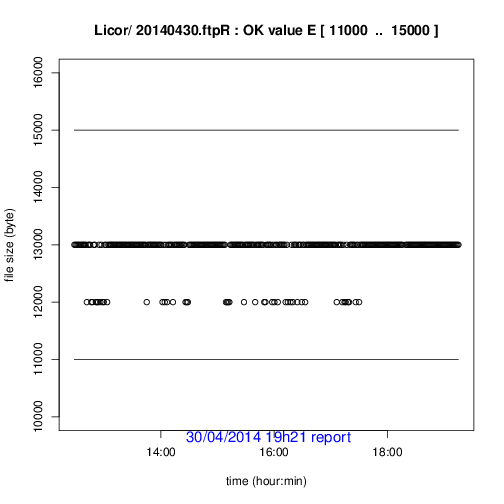 Licor/ 20140430.ftpR : OK value E [ 11000 .. 15000 ]
file size (byte)
16000
15000
14000
13000
12000
11000
10000
30/04/2014 19h21 report
14:00 16:00 18:00
time (hour:min)